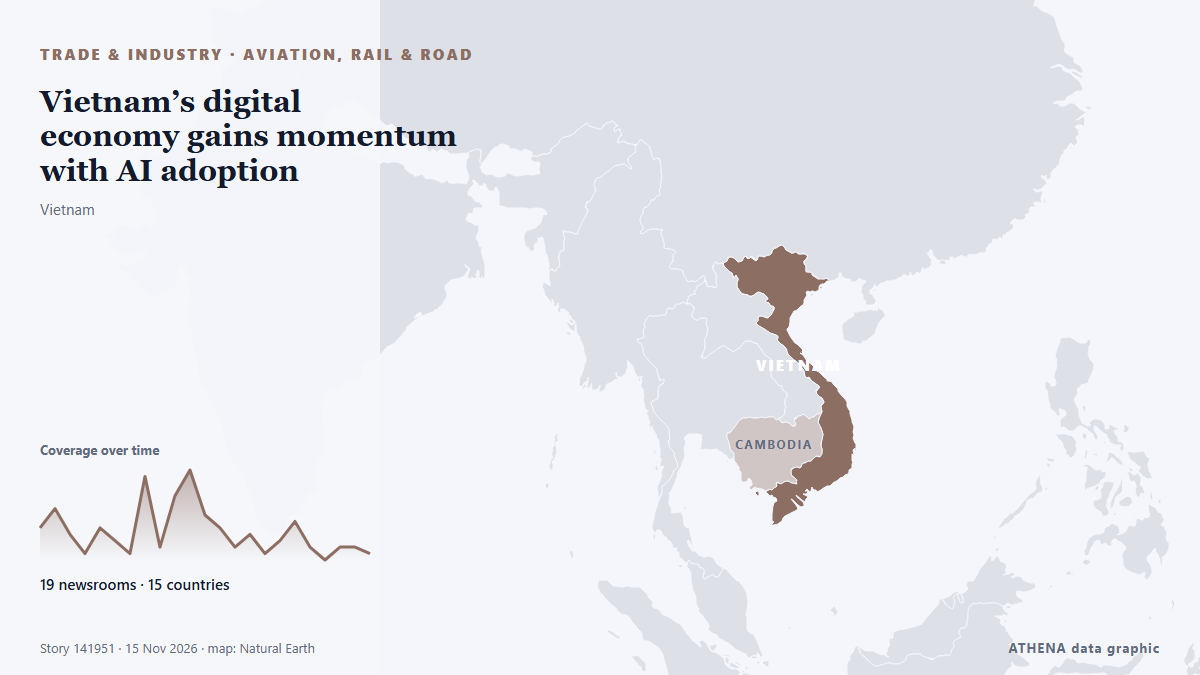 TRADE & INDUSTRY · AVIATION, RAIL & ROAD
Vietnam’s digital
economy gains momentum
with AI adoption
Vietnam
VIETNAM
CAMBODIA
Coverage over time
19 newsrooms · 15 countries
Story 141951 · 15 Nov 2026 · map: Natural Earth
ATHENA data graphic